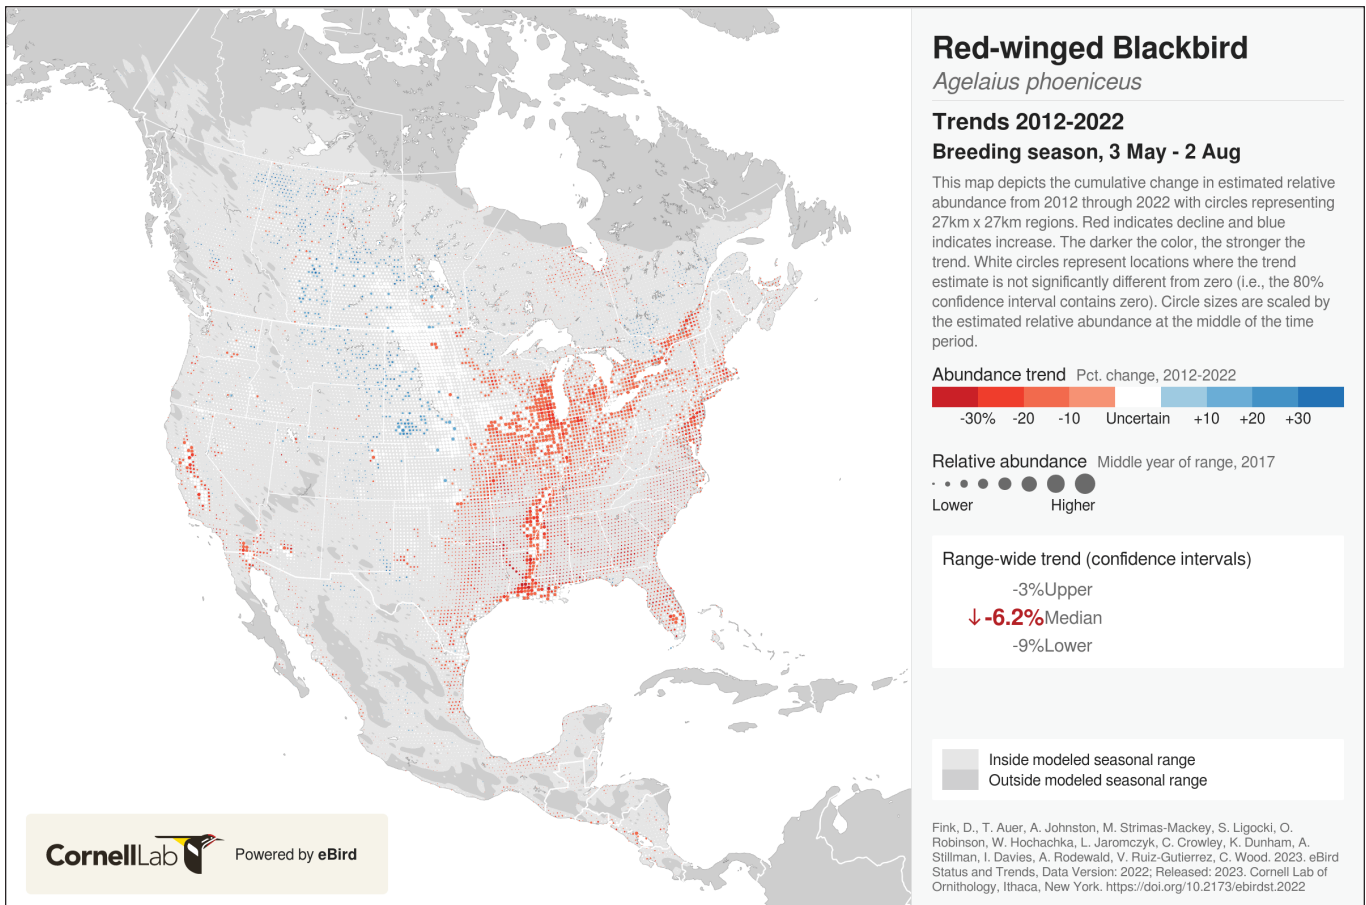 Red-winged Blackbird
Agelaius phoeniceus
Trends 2012-2022
Breeding season, 3 May - 2 Aug
This map depicts the cumulative change in estimated relative
abundance from 2012 through 2022 with circles representing
27km x 27km regions. Red indicates decline and blue
indicates increase. The darker the color, the stronger the
trend. White circles represent locations where the trend
estimate is not significantly different from zero (i.e., the 80%
confidence interval contains zero). Circle sizes are scaled by
the estimated relative abundance at the middle of the time
period.
Abundance trend Pct. change, 2012-2022
-30% -20 -10 Uncertain +10 +20 +30
Relative abundance Middle year of range, 2017
Lower Higher
Range-wide trend (confidence intervals)
-3% Upper
↓ -6.2% Median
-9% Lower
Inside modeled seasonal range
Outside modeled seasonal range
Fink, D., T. Auer, A. Johnston, M. Strimas-Mackey, S. Ligocki, O.
Robinson, W. Hochachka, L. Jaromczyk, C. Crowley, K. Dunham, A.
Stillman, I. Davies, A. Rodewald, V. Ruiz-Gutierrez, C. Wood. 2023. eBird
Status and Trends, Data Version: 2022; Released: 2023. Cornell Lab of
Ornithology, Ithaca, New York. https://doi.org/10.2173/ebirdst.2022
CornellLab Powered by eBird